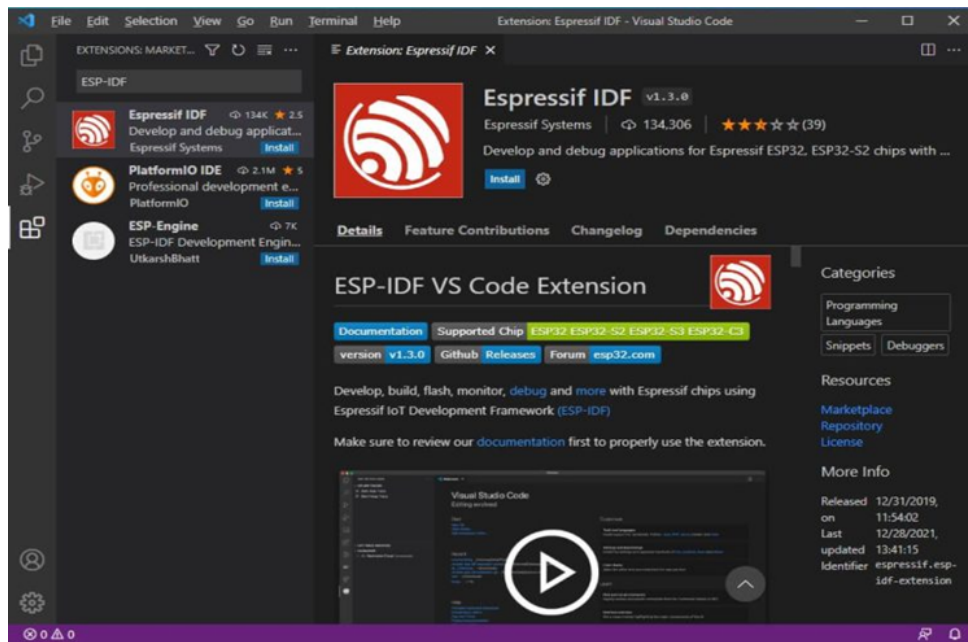 File Edit Selection View Go Run Terminal Help
Extension: Espressif IDF - Visual Studio Code
EXTENSIONS: MARKET...
ESP-IDF
Espressif IDF 134K ★ 2.5
Develop and debug applicat...
Espressif Systems Install
PlatformIO IDE 2.1M ★ 5
Professional development e...
PlatformIO Install
ESP-Engine 7K
ESP-IDF Development Engin...
UtkarshBhatt Install
Extension: Espressif IDF
Espressif IDF v1.3.0
Espressif Systems | 134,306 | ★★★☆☆(39)
Develop and debug applications for Espressif ESP32, ESP32-S2 chips with ...
Install
Details Feature Contributions Changelog Dependencies
ESP-IDF VS Code Extension
Documentation Supported Chip ESP32 ESP32-S2 ESP32-S3 ESP32-C3
version v1.3.0 Github Releases Forum esp32.com
Develop, build, flash, monitor, debug and more with Espressif chips using
Espressif IoT Development Framework (ESP-IDF)
Make sure to review our documentation first to properly use the extension.
Visual Studio Code
Editing evolved
Categories
Programming
Languages
Snippets Debuggers
Resources
Marketplace
Repository
License
More Info
Released 12/31/2019,
on 11:54:02
Last 12/28/2021,
updated 13:41:15
Identifier espressif.esp-
idf-extension
0 0